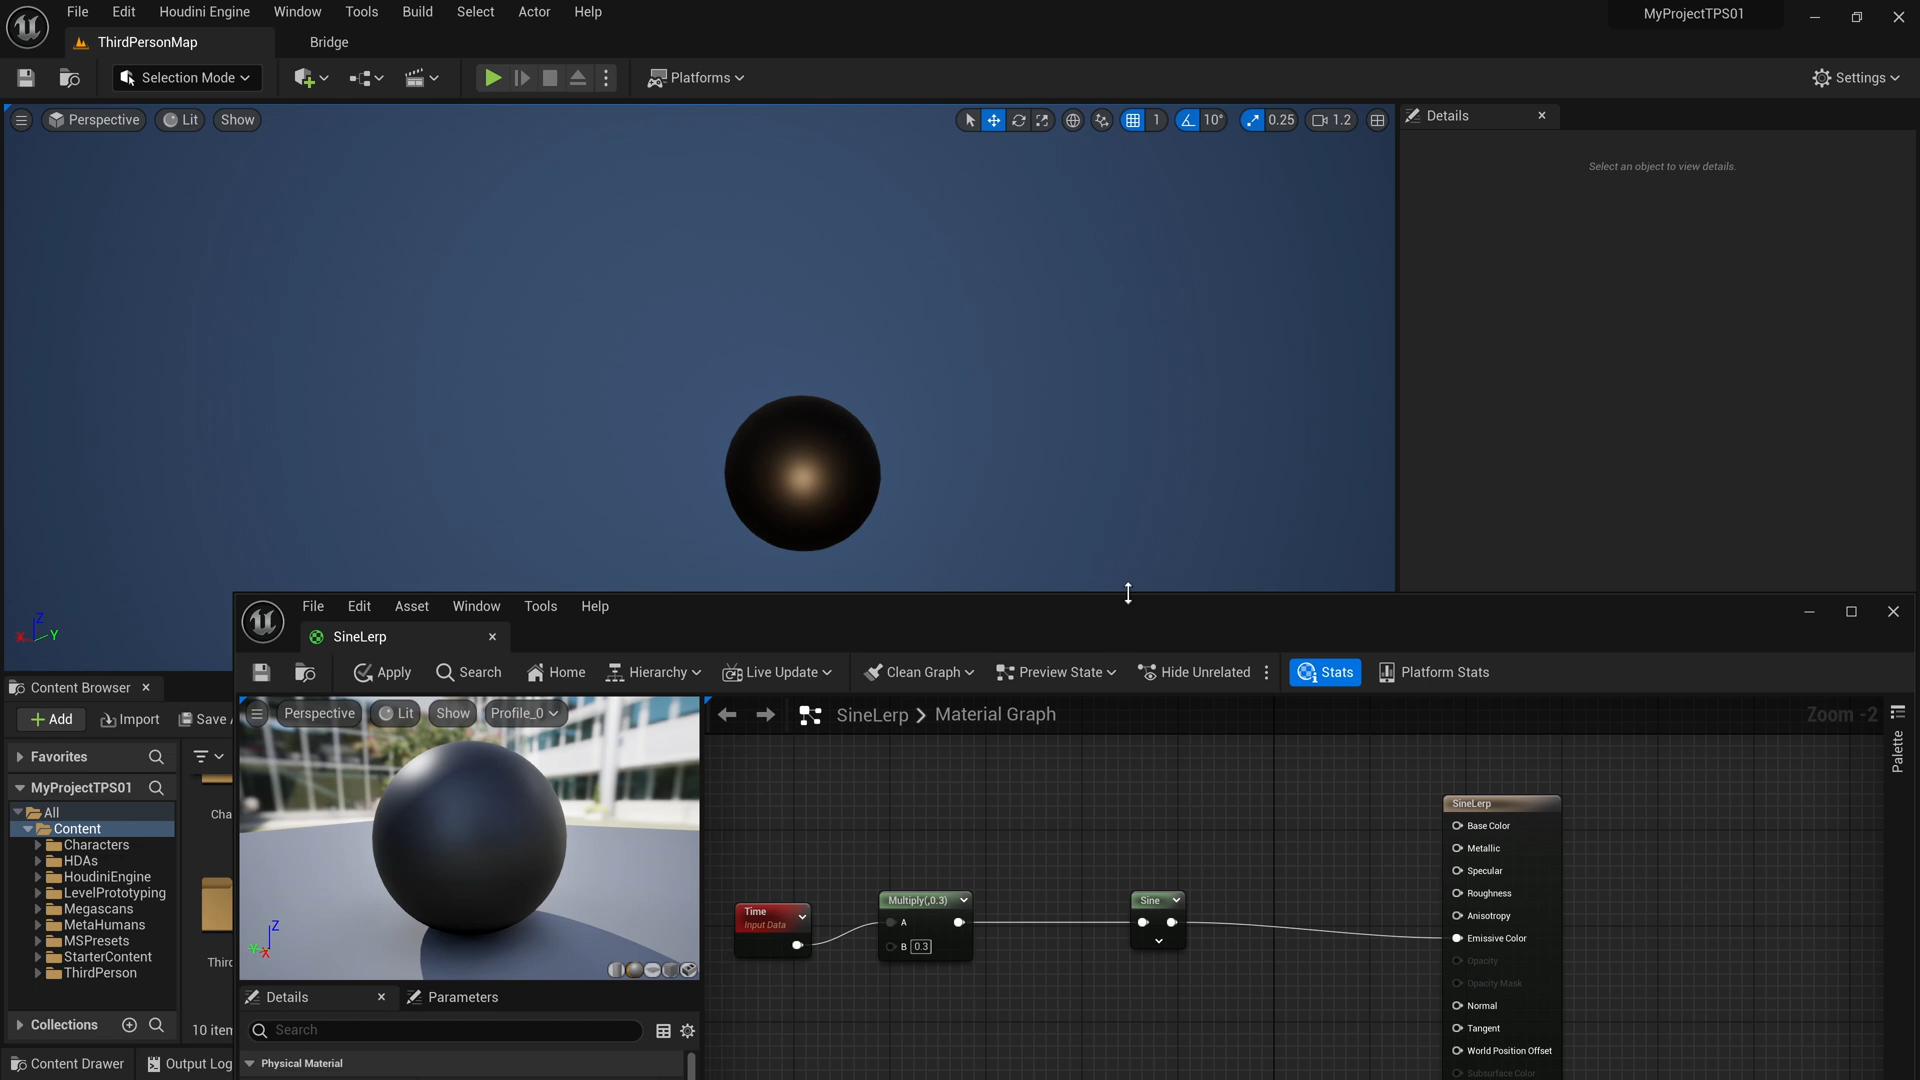 File Edit Houdini Engine Window Tools Build Select Actor Help
MyProjectTPS01
ThirdPersonMap
Bridge
Selection Mode
Platforms
Settings
Perspective Lit Show
1 10° 0.25 1.2
Details
Select an object to view details.
Z
X Y
File Edit Asset Window Tools Help
SineLerp
Apply Search Home Hierarchy Live Update Clean Graph Preview State Hide Unrelated Stats Platform Stats
Content Browser
Add Import Save
Favorites
MyProjectTPS01
All
Content
Characters
HDAs
HoudiniEngine
LevelPrototyping
Megascans
MetaHumans
MSPresets
StarterContent
ThirdPerson
Cha
Thir
Collections
10 iten
Content Drawer Output Log
Perspective Lit Show Profile_0
Z
Y X
SineLerp > Material Graph
Zoom -2
Palette
Time
Input Data
Multiply(,0.3)
A
B 0.3
Sine
SineLerp
Base Color
Metallic
Specular
Roughness
Anisotropy
Emissive Color
Opacity
Opacity Mask
Normal
Tangent
World Position Offset
Subsurface Color
Details
Parameters
Search
Physical Material